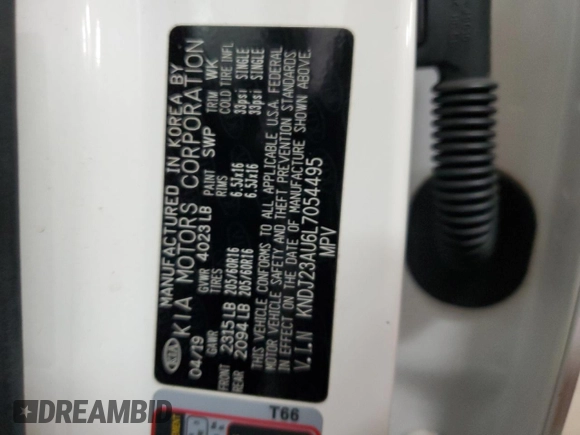 MANUFACTURED IN KOREA BY
KIA KIA MOTORS CORPORATION
04/19 GVWR 4023 LB PAINT SWP TRIM WK
GAWR TIRES RIMS COLD TIRE INFL
FRONT 2315 LB 205/60R16 6.5Jx16 33psi SINGLE
REAR 2094 LB 205/60R16 6.5Jx16 33psi SINGLE
THIS VEHICLE CONFORMS TO ALL APPLICABLE U.S.A. FEDERAL
MOTOR VEHICLE SAFETY AND THEFT PREVENTION STANDARDS
IN EFFECT ON THE DATE OF MANUFACTURE SHOWN ABOVE.
V.I.N KNDJ23AU6L7054495
MPV
T66
DREAMBID